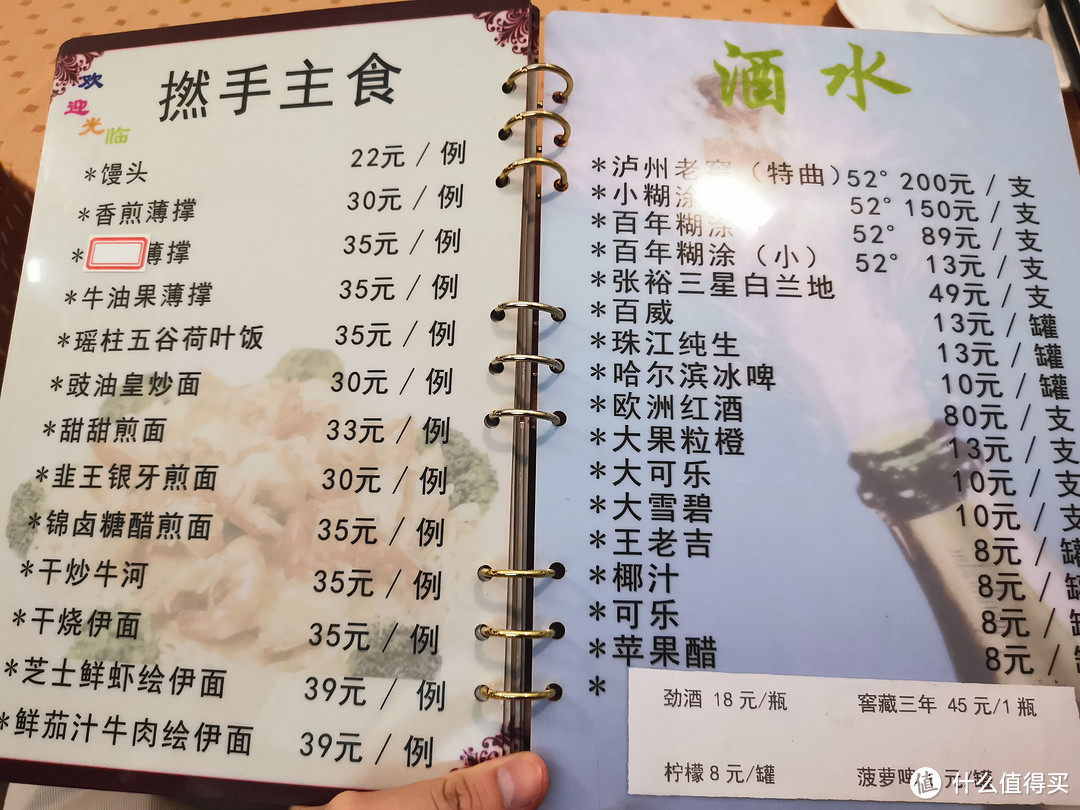 欢迎光临
撚手主食
*馒头 22元/例
*香煎薄撑 30元/例
*薄撑 35元/例
*牛油果薄撑 35元/例
*瑶柱五谷荷叶饭 35元/例
*豉油皇炒面 30元/例
*甜甜煎面 33元/例
*韭王银牙煎面 30元/例
*锦卤糖醋煎面 35元/例
*干炒牛河 35元/例
*干烧伊面 35元/例
*芝士鲜虾绘伊面 39元/例
*鲜茄汁牛肉绘伊面 39元/例
酒水
*泸州老窖(特曲)52° 200元/支
*小糊涂 52° 150元/支
*百年糊涂 52° 89元/支
*百年糊涂(小) 52° 13元/支
*张裕三星白兰地 49元/支
*百威 13元/罐
*珠江纯生 13元/罐
*哈尔滨冰啤 10元/罐
*欧洲红酒 80元/支
*大果粒橙 13元/支
*大可乐 10元/支
*大雪碧 10元/支
*王老吉 8元/罐
*椰汁 8元/罐
*可乐 8元/罐
*苹果醋 8元/罐
*
劲酒 18元/瓶 窖藏三年 45元/1瓶
柠檬8元/罐 菠萝啤 元/罐
值 什么值得买